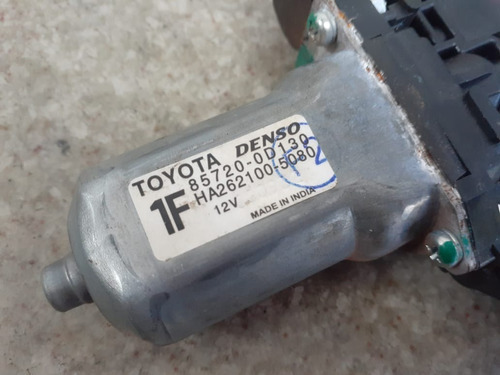 TOYOTA DENSO
1F
85720-0D130
HA262100-5080
12V
MADE IN INDIA